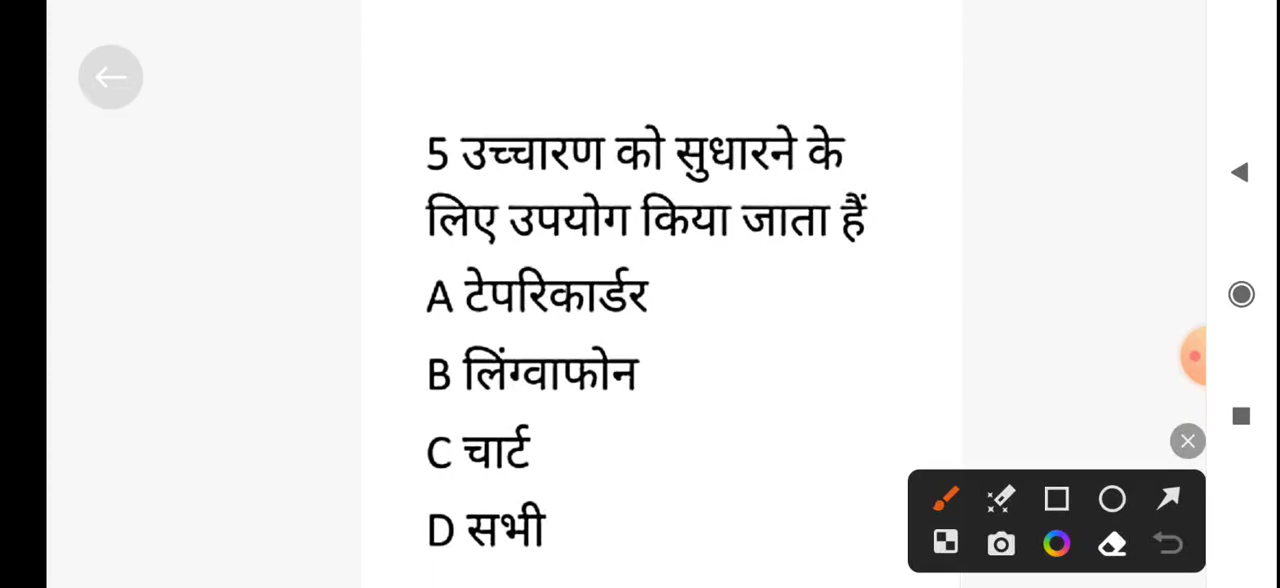 5 उच्चारण को सुधारने के
लिए उपयोग किया जाता हैं
A टेपरिकार्डर
B लिंग्वाफोन
C चार्ट
D सभी